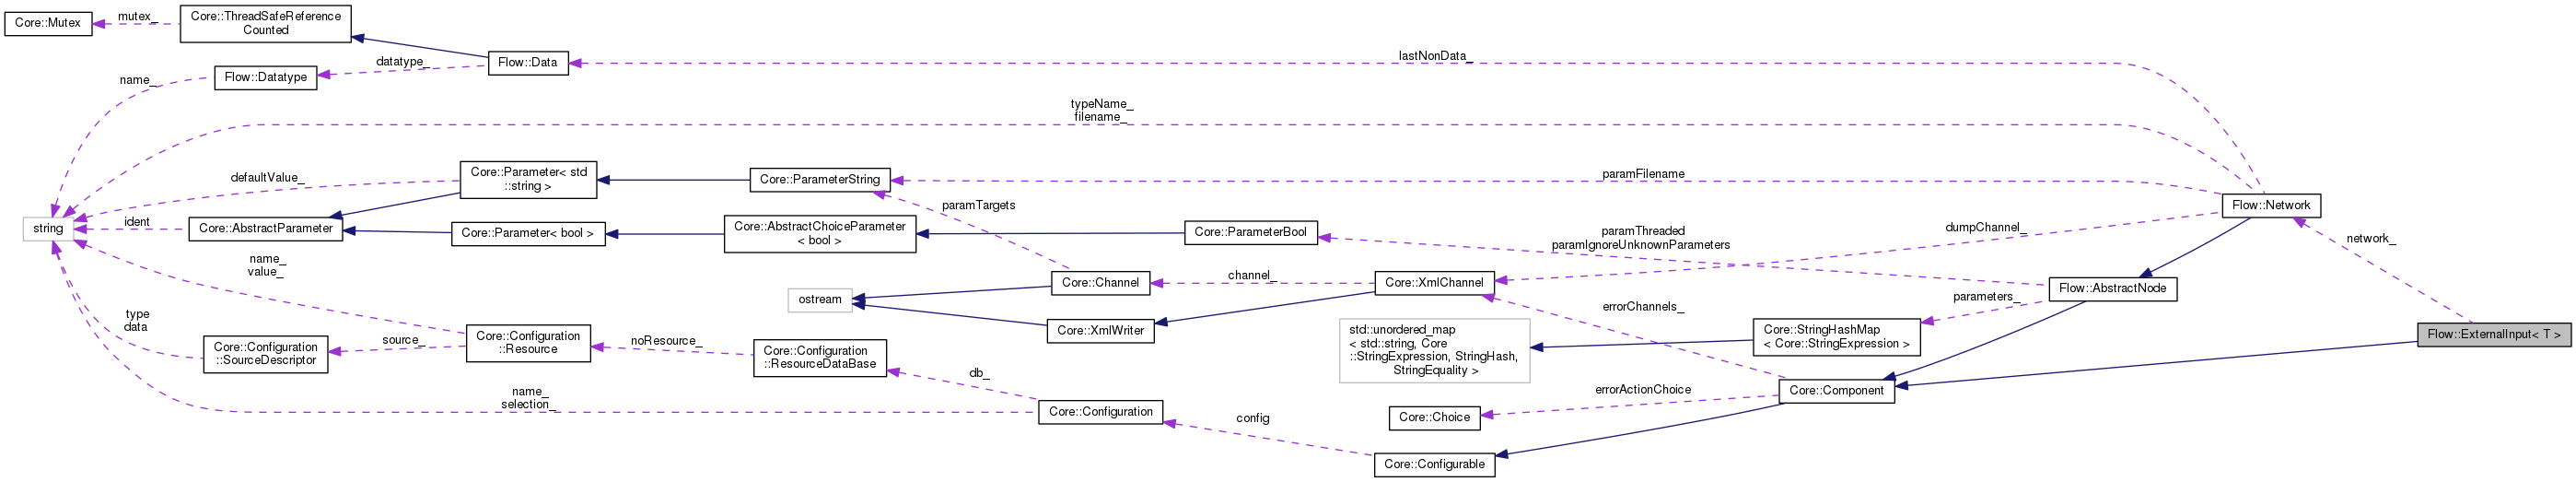 Core::Mutex
mutex_
Core::ThreadSafeReference
Counted
Flow::Data
lastNonData_
datatype_
Flow::Datatype
name_
typeName_
filename_
Core::Parameter< std
::string >
defaultValue_
Core::ParameterString
paramFilename
Flow::Network
string
ident
Core::AbstractParameter
Core::Parameter< bool >
Core::AbstractChoiceParameter
< bool >
paramTargets
Core::ParameterBool
paramThreaded
paramIgnoreUnknownParameters
dumpChannel_
network_
name_
value_
ostream
Core::Channel
channel_
Core::XmlChannel
Flow::AbstractNode
parameters_
errorChannels_
type
data
Core::Configuration
::SourceDescriptor
source_
Core::Configuration
::Resource
noResource_
Core::Configuration
::ResourceDataBase
Core::XmlWriter
std::unordered_map
< std::string, Core
::StringExpression, StringHash,
StringEquality >
Core::StringHashMap
< Core::StringExpression >
Flow::ExternalInput< T >
db_
name_
selection_
Core::Configuration
config
errorActionChoice
Core::Choice
Core::Component
Core::Configurable